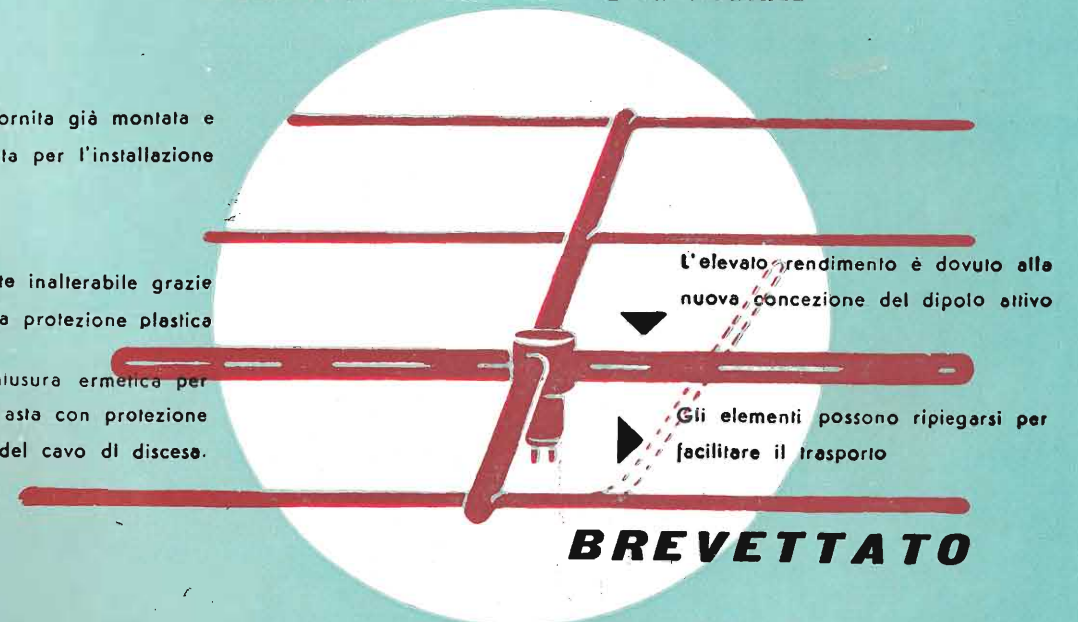 ornita già montata e
ta per l'installazione
te inalterabile grazie
a protezione plastica
iusura ermetica per
asta con protezione
del cavo di discesa.
L'elevato rendimento è dovuto alla
nuova concezione del dipolo attivo
Gli elementi possono ripiegarsi per
facilitare il trasporto
BREVETTATO